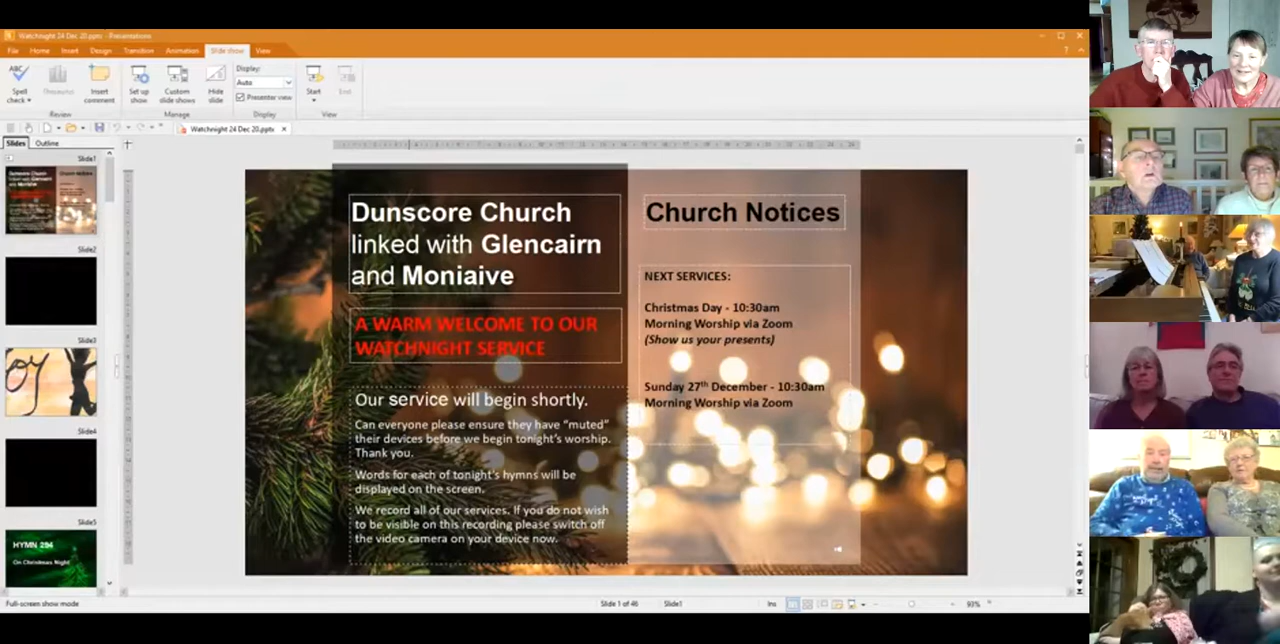 Watchnight 24 Dec 20.pptx - Presentations
File Home Insert Design Transition Animation Slide show View
ABC
Spell check
Thesaurus
Insert comment
Set up show
Custom slide shows
Hide slide
Display:
Auto
Presenter view
Start
End
Review
Manage
Display
View
Watchnight 24 Dec 20.pptx
Slides Outline
Slide1
Slide2
Slide3
Slide4
Slide5
HYMN 294
On Christmas Night
Dunscore Church
linked with Glencairn
and Moniaive
A WARM WELCOME TO OUR
WATCHNIGHT SERVICE
Our service will begin shortly.
Can everyone please ensure they have “muted”
their devices before we begin tonight’s worship.
Thank you.
Words for each of tonight’s hymns will be
displayed on the screen.
We record all of our services. If you do not wish
to be visible on this recording please switch off
the video camera on your device now.
Church Notices
NEXT SERVICES:
Christmas Day - 10:30am
Morning Worship via Zoom
(Show us your presents)
Sunday 27th December - 10:30am
Morning Worship via Zoom
Full-screen show mode
Slide 1 of 46
Slide1
Ins
93%